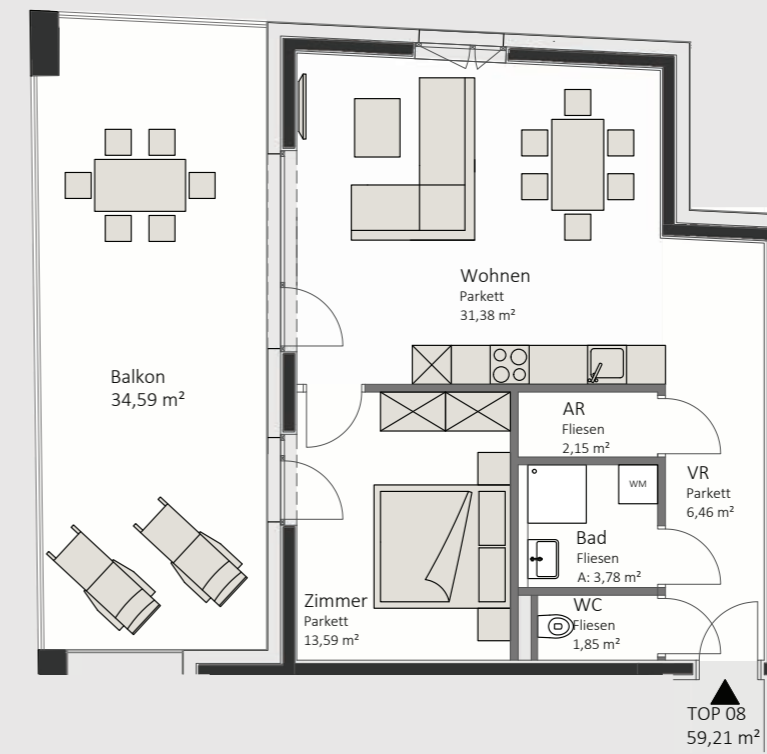 Wohnen
Parkett
31,38 m²
Balkon
34,59 m²
AR
Fliesen
2,15 m²
WM
VR
Parkett
6,46 m²
Bad
Fliesen
A: 3,78 m²
Zimmer
Parkett
13,59 m²
WC
Fliesen
1,85 m²
TOP 08
59,21 m²